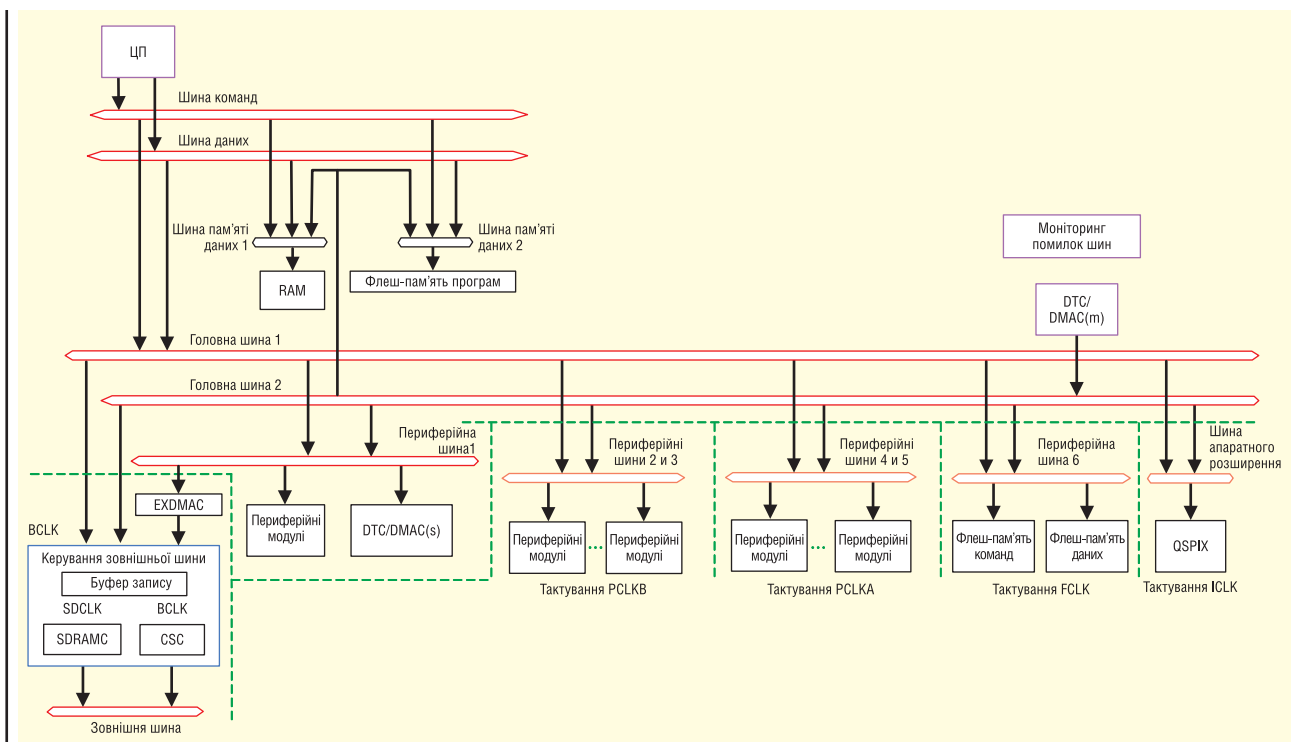 ЦП
Шина команд
Шина даних
Шина пам'яті
даних 1
Шина пам'яті
даних 2
RAM
Флеш-пам'ять програм
Моніторинг
помилок шин
DTC/
DMAC(m)
Головна шина 1
Головна шина 2
Периферійна
шина1
Периферійні
шини 2 и 3
Периферійні
шини 4 и 5
Периферійна
шина 6
Шина
апаратного
розширення
EXDMAC
Периферійні
модулі
DTC/DMAC(s)
Периферійні
модулі
...
Периферійні
модулі
Периферійні
модулі
...
Периферійні
модулі
Флеш-пам'ять
команд
Флеш-пам'ять
даних
QSPIX
BCLK
Керування зовнішньої шини
Буфер запису
SDCLK
BCLK
SDRAMC
CSC
Тактування PCLKB
Тактування PCLKA
Тактування FCLK
Тактування ICLK
Зовнішня шина